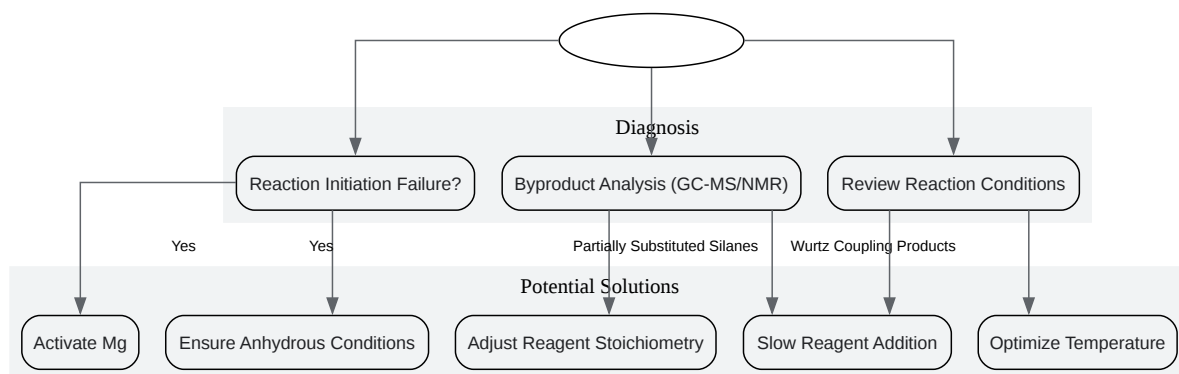 Diagnosis
Reaction Initiation Failure?
Byproduct Analysis (GC-MS/NMR)
Review Reaction Conditions
Yes
Yes
Partially Substituted Silanes
Wurtz Coupling Products
Potential Solutions
Activate Mg
Ensure Anhydrous Conditions
Adjust Reagent Stoichiometry
Slow Reagent Addition
Optimize Temperature